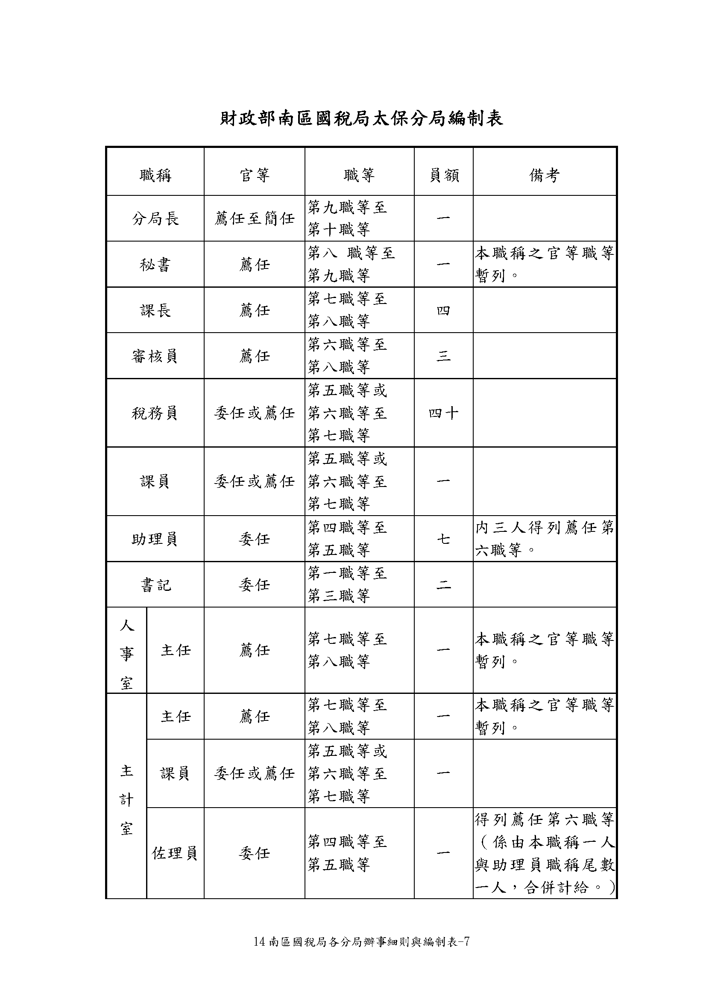 財政部南區國稅局太保分局編制表
職稱 官等 職等 員額 備考
分局長 薦任至簡任 第九職等至
第十職等 一
秘書 薦任 第八 職等至
第九職等 一 本職稱之官等職等
暫列。
課長 薦任 第七職等至
第八職等 四
審核員 薦任 第六職等至
第八職等 三
稅務員 委任或薦任 第五職等或
第六職等至
第七職等 四十
課員 委任或薦任 第五職等或
第六職等至
第七職等 一
助理員 委任 第四職等至
第五職等 七 內三人得列薦任第
六職等。
書記 委任 第一職等至
第三職等 二
人
事
室
主任 薦任 第七職等至
第八職等 一 本職稱之官等職等
暫列。
主
計
室
主任 薦任 第七職等至
第八職等 一 本職稱之官等職等
暫列。
課員 委任或薦任 第五職等或
第六職等至
第七職等 一
佐理員 委任 第四職等至
第五職等 一 得列薦任第六職等
（係由本職稱一人
與助理員職稱尾數
一人，合併計給。）
14 南區國稅局各分局辦事細則與編制表-7